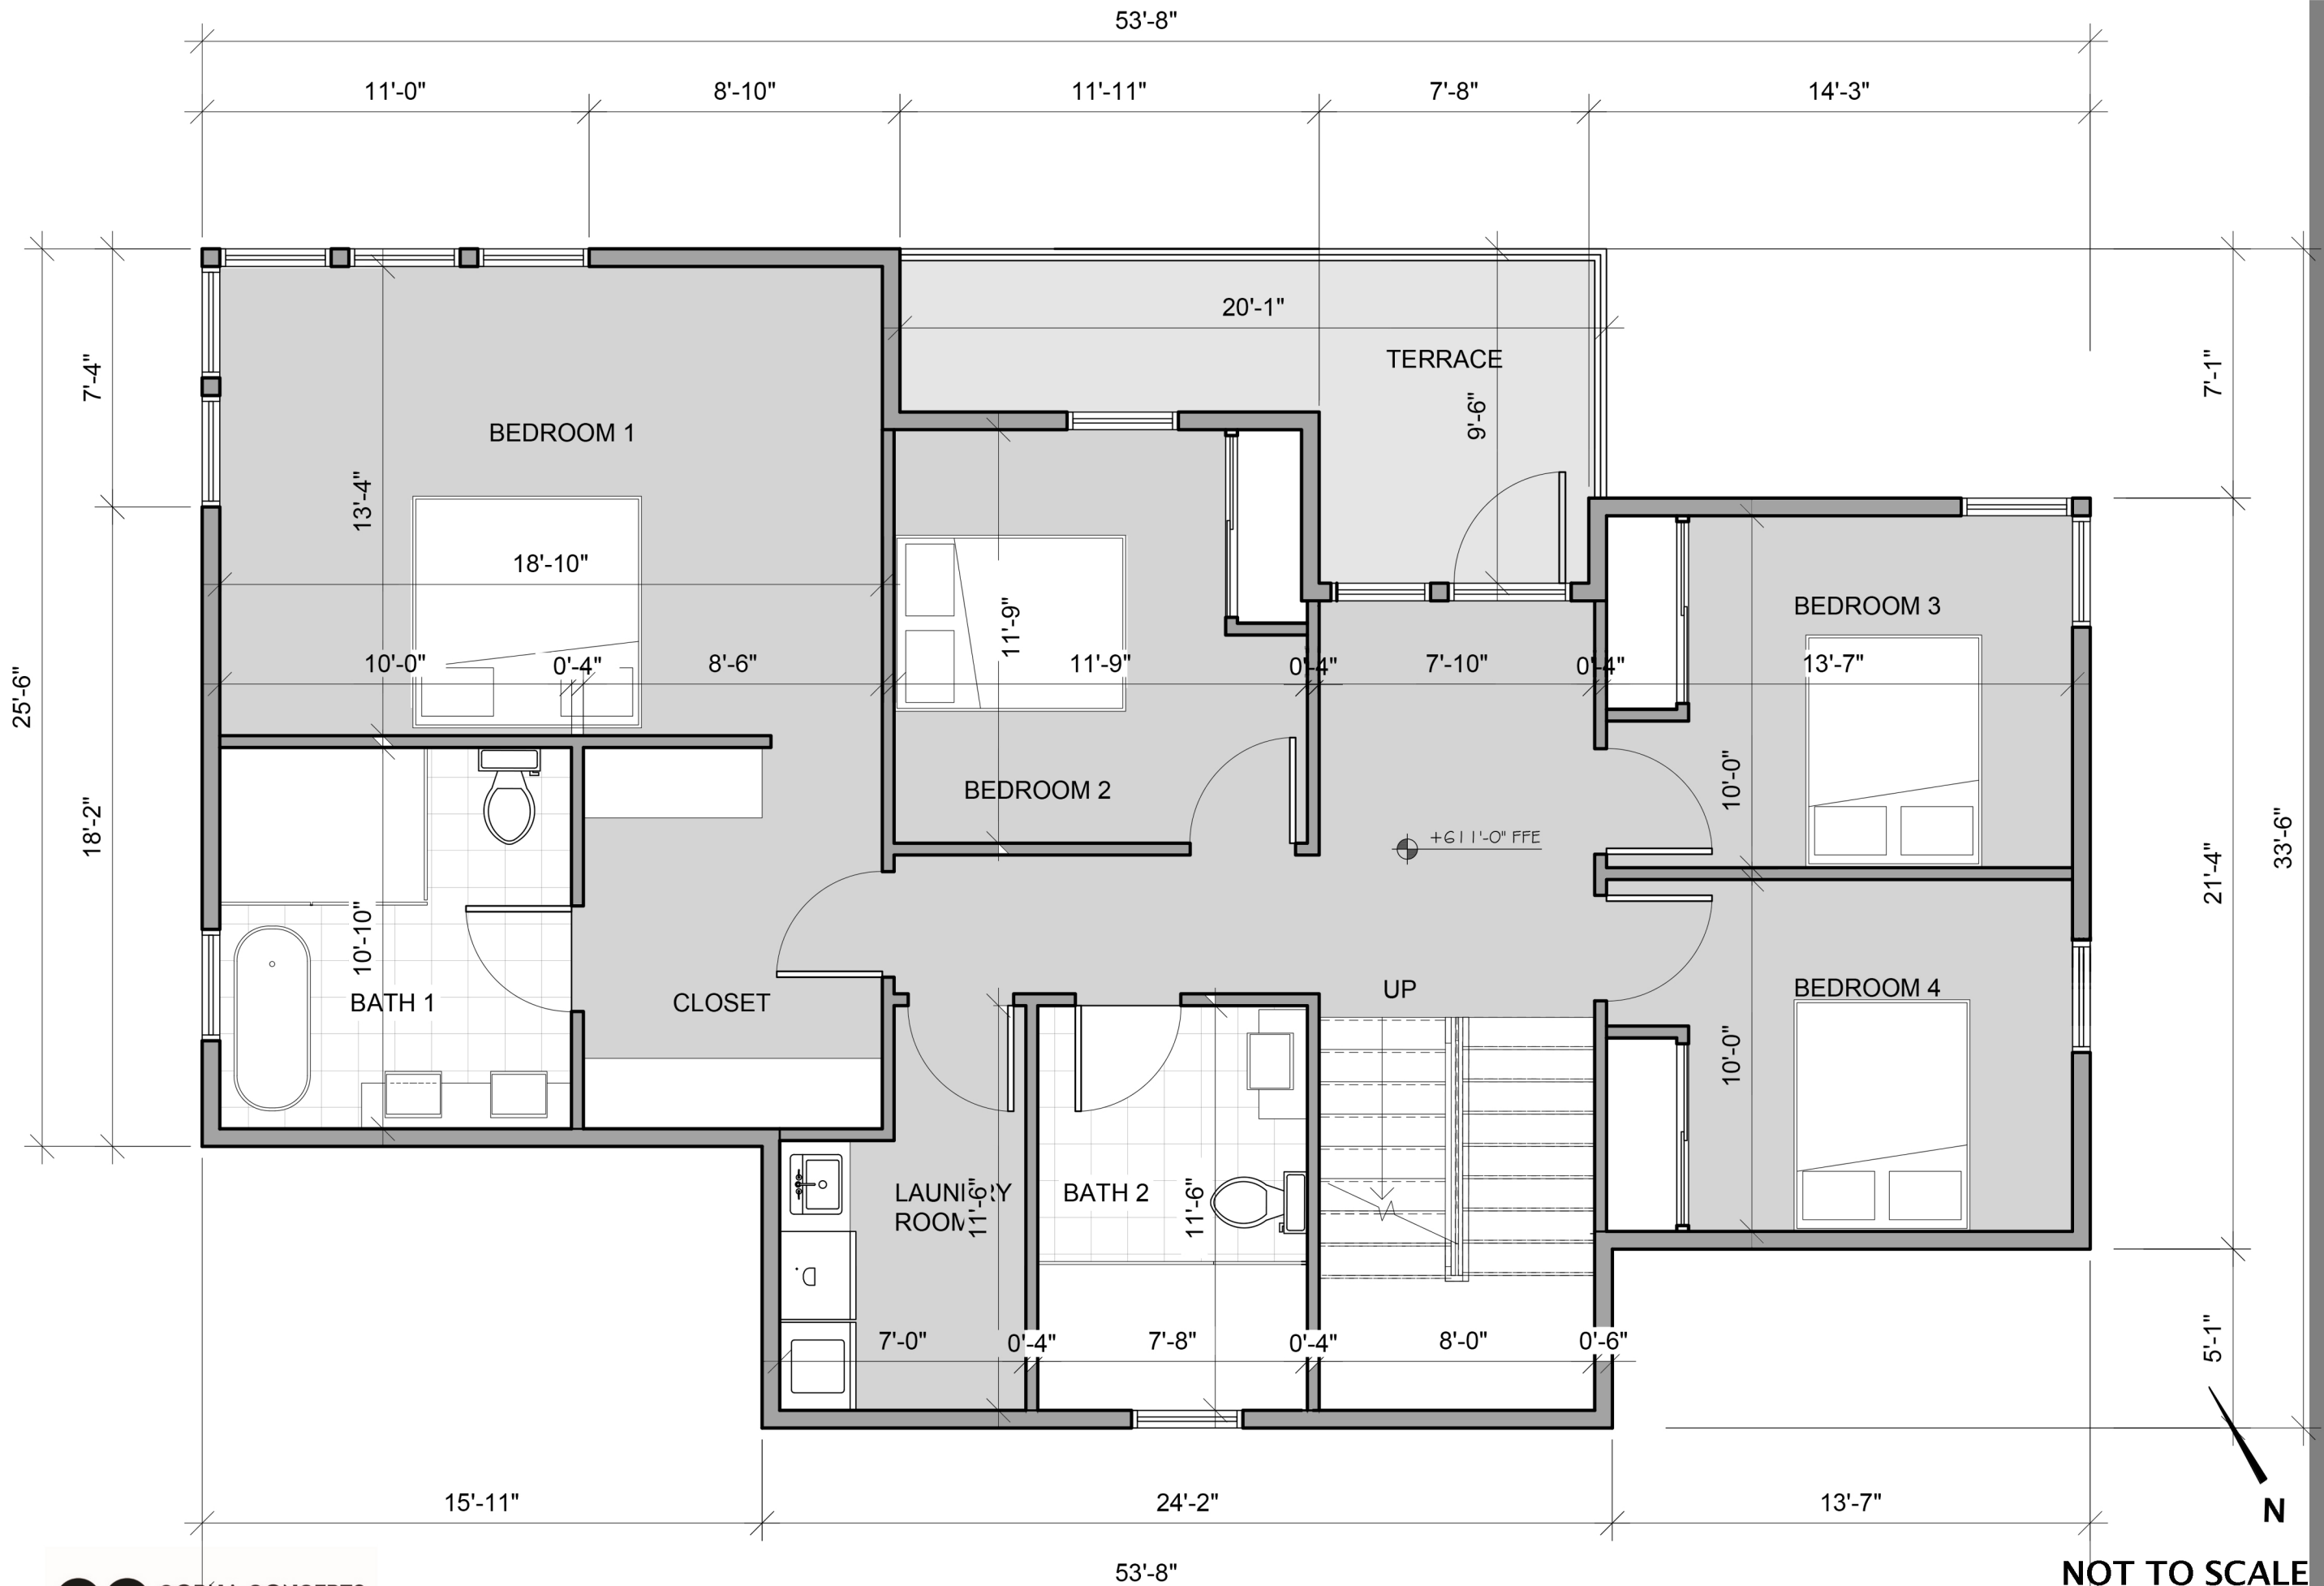 53'-8"
11'-0" 8'-10" 11'-11" 7'-8" 14'-3"
20'-1"
TERRACE
7'-4"
7'-1"
9'-6"
BEDROOM 1
13'-4"
18'-10"
11'-9"
BEDROOM 3
10'-0" 0'-4" 8'-6" 11'-9" 0'-4" 7'-10" 0'-4" 13'-7"
25'-6"
BEDROOM 2
10'-0"
18'-2"
+611'-0" FFE
33'-6"
21'-4"
10'-10"
BATH 1
CLOSET
UP
BEDROOM 4
10'-0"
LAUNDRY
ROOM
11'-6"
BATH 2
11'-6"
7'-0" 0'-4" 7'-8" 0'-4" 8'-0" 0'-6"
5'-1"
15'-11" 24'-2" 13'-7"
N
53'-8"
NOT TO SCALE